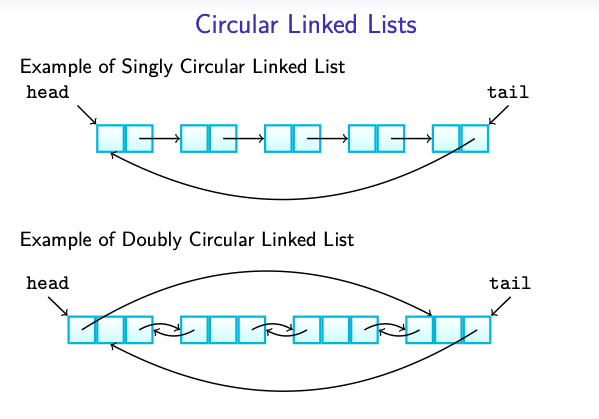 Circular Linked Lists
Example of Singly Circular Linked List
head
tail
Example of Doubly Circular Linked List
head
tail